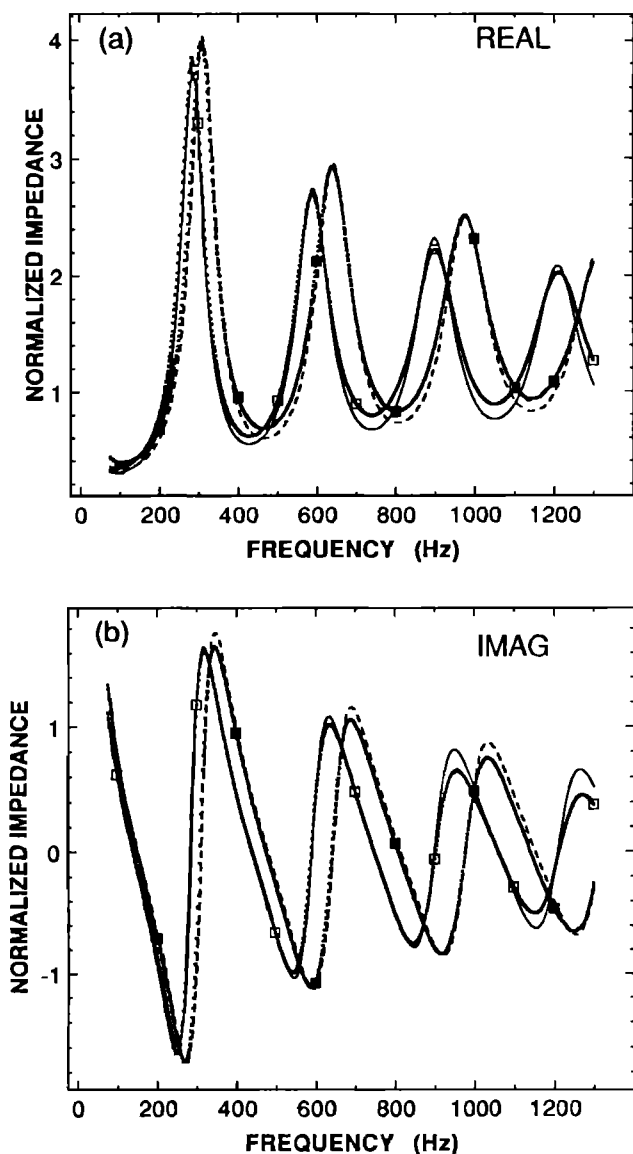 (a)
REAL
4
3
2
1
NORMALIZED IMPEDANCE
0 200 400 600 800 1000 1200
FREQUENCY (Hz)
(b)
IMAG
1
0
-1
NORMALIZED IMPEDANCE
0 200 400 600 800 1000 1200
FREQUENCY (Hz)